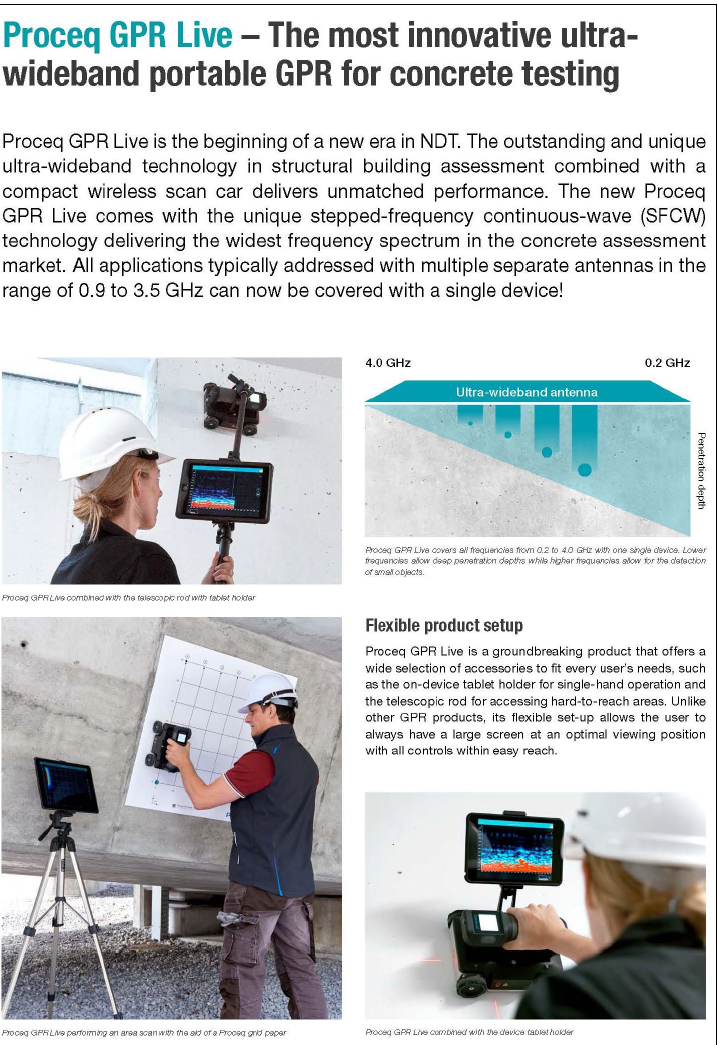 Proceq GPR Live – The most innovative ultra-
wideband portable GPR for concrete testing
Proceq GPR Live is the beginning of a new era in NDT. The outstanding and unique
ultra-wideband technology in structural building assessment combined with a
compact wireless scan car delivers unmatched performance. The new Proceq
GPR Live comes with the unique stepped-frequency continuous-wave (SFCW)
technology delivering the widest frequency spectrum in the concrete assessment
market. All applications typically addressed with multiple separate antennas in the
range of 0.9 to 3.5 GHz can now be covered with a single device!
4.0 GHz
0.2 GHz
Ultra-wideband antenna
Penetration depth
Proceq GPR Live covers all frequencies from 0.2 to 4.0 GHz with one single device. Lower
frequencies allow deep penetration depths while higher frequencies allow for the detection
of small objects.
Proceq GPR Live combined with the telescopic rod with tablet holder
Flexible product setup
Proceq GPR Live is a groundbreaking product that offers a
wide selection of accessories to fit every user's needs, such
as the on-device tablet holder for single-hand operation and
the telescopic rod for accessing hard-to-reach areas. Unlike
other GPR products, its flexible set-up allows the user to
always have a large screen at an optimal viewing position
with all controls within easy reach.
Proceq GPR Live performing an area scan with the aid of a Proceq grid paper
Proceq GPR Live combined with the device tablet holder